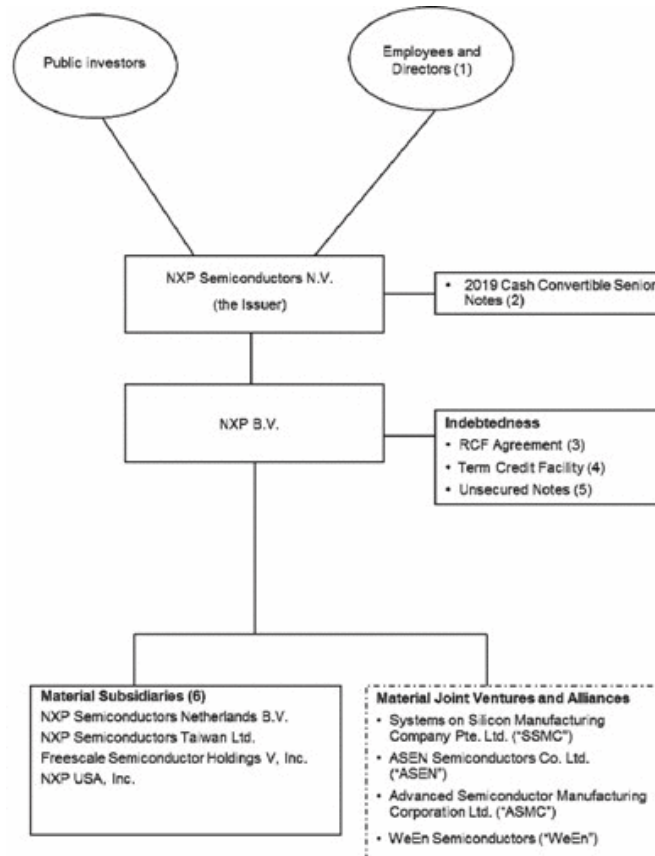 Public investors
Employees and
Directors (1)
NXP Semiconductors N.V.
(the Issuer)
• 2019 Cash Convertible Senior
Notes (2)
NXP B.V.
Indebtedness
• RCF Agreement (3)
• Term Credit Facility (4)
• Unsecured Notes (5)
Material Subsidiaries (6)
NXP Semiconductors Netherlands B.V.
NXP Semiconductors Taiwan Ltd.
Freescale Semiconductor Holdings V, Inc.
NXP USA, Inc.
Material Joint Ventures and Alliances
• Systems on Silicon Manufacturing
Company Pte. Ltd. (“SSMC”)
• ASEN Semiconductors Co. Ltd.
(“ASEN”)
• Advanced Semiconductor Manufacturing
Corporation Ltd. (“ASMC”)
• WeEn Semiconductors (“WeEn”)